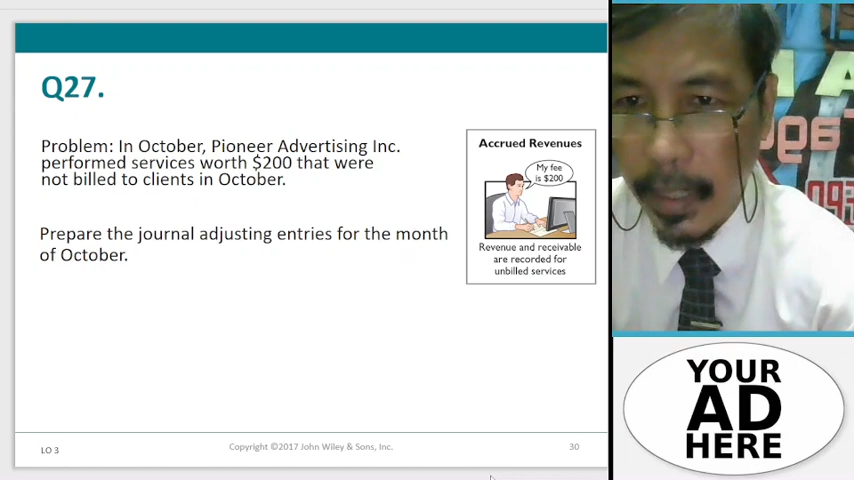 Q27.
Problem: In October, Pioneer Advertising Inc.
performed services worth $200 that were
not billed to clients in October.
Prepare the journal adjusting entries for the month
of October.
Accrued Revenues
My fee
is $200
Revenue and receivable
are recorded for
unbilled services
LO 3
Copyright ©2017 John Wiley & Sons, Inc.
30
YOUR
AD
HERE